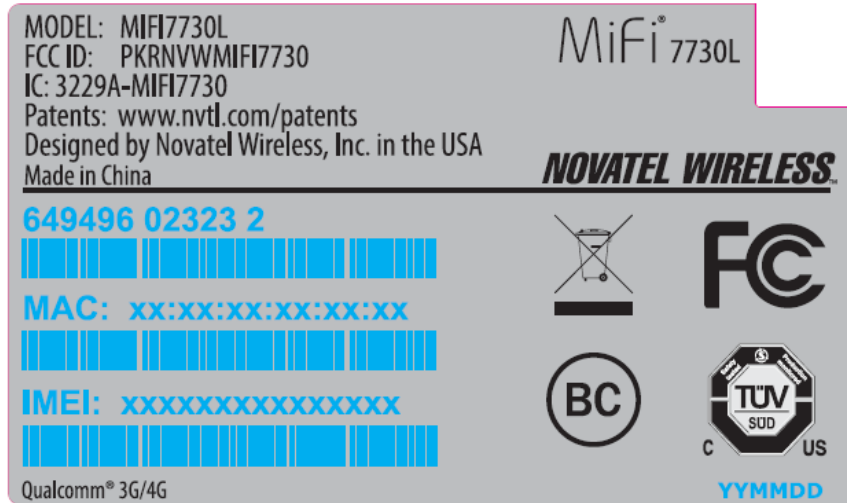 MODEL: MIFI7730L
FCC ID: PKRNVWMIFI7730
IC: 3229A-MIFI7730
Patents: www.nvtl.com/patents
Designed by Novatel Wireless, Inc. in the USA
Made in China
MiFi® 7730L
NOVATEL WIRELESS™
649496 02323 2
MAC: xx:xx:xx:xx:xx:xx
IMEI: xxxxxxxxxxxxxxx
Qualcomm® 3G/4G
FC
BC
TÜV
SÜD
C US
YYMMDD